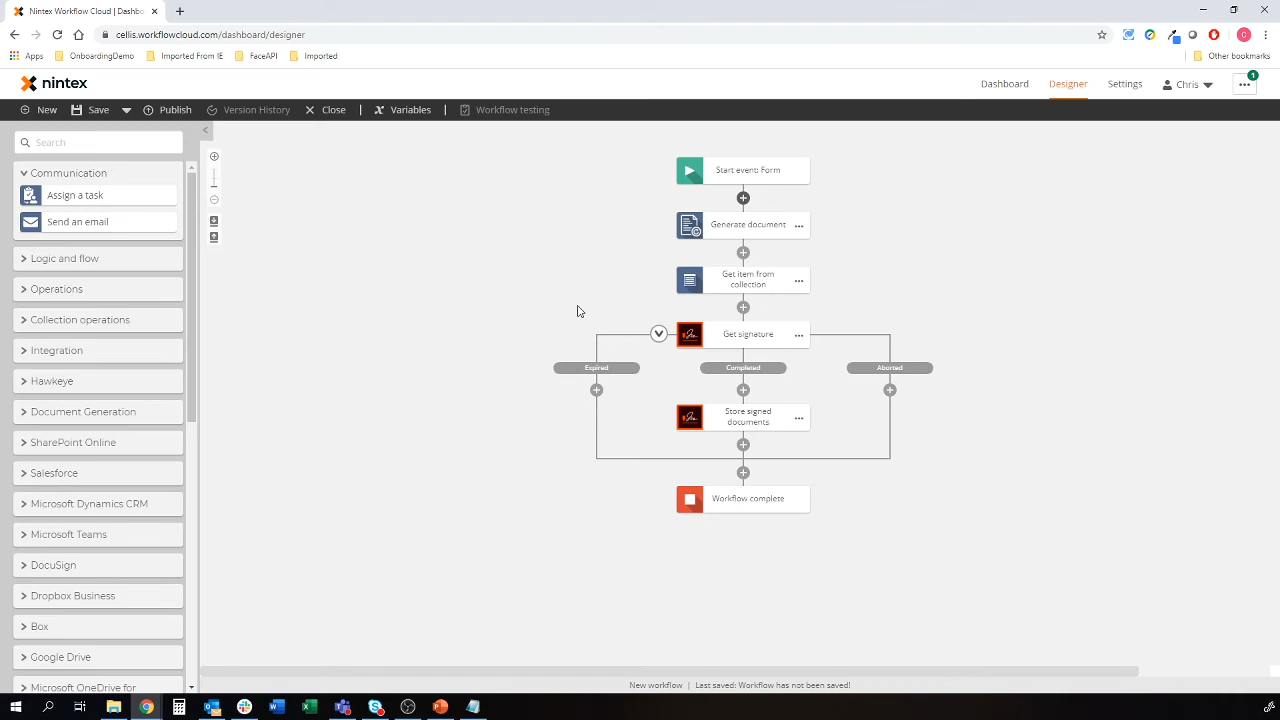 Nintex Workflow Cloud | Dashbo
cellis.workflowcloud.com/dashboard/designer
Apps OnboardingDemo Imported From IE FaceAPI Imported Other bookmarks
nintex
Dashboard Designer Settings Chris ••• 1
New Save Publish Version History Close Variables Workflow testing
Search
Communication
Assign a task
Send an email
Logic and flow
Operations
Collection operations
Integration
Hawkeye
Document Generation
SharePoint Online
Salesforce
Microsoft Dynamics CRM
Microsoft Teams
DocuSign
Dropbox Business
Box
Google Drive
Microsoft OneDrive for
Start event: Form
Generate document
Get item from
collection
Get signature
Expired Completed Aborted
Store signed
documents
Workflow complete
New workflow | Last saved: Workflow has not been saved!